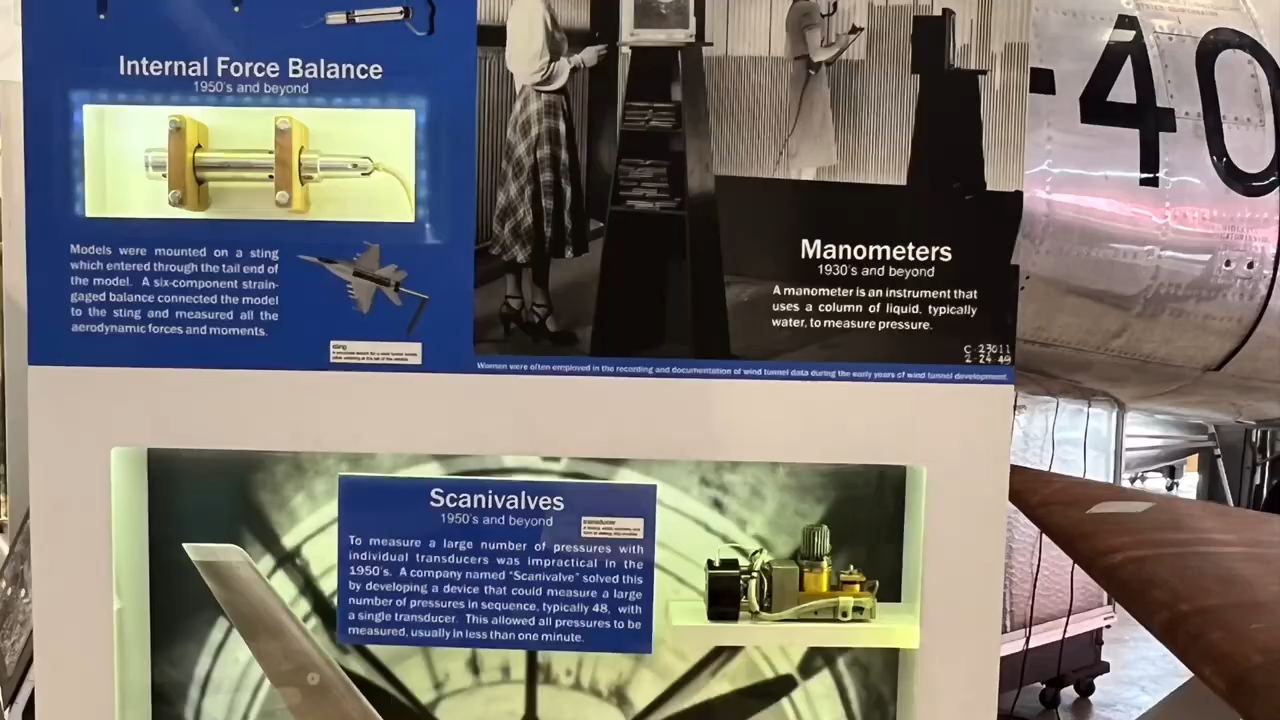 Internal Force Balance
1950's and beyond
Models were mounted on a sting
which entered through the tail end of
the model. A six-component strain-
gaged balance connected the model
to the sting and measured all the
aerodynamic forces and moments.
sting
Manometers
1930's and beyond
A manometer is an instrument that
uses a column of liquid, typically
water, to measure pressure.
C-23011
2-24-49
Women were often employed in the recording and documentation of wind tunnel data during the early years of wind tunnel development.
-40
Scanivalves
1950's and beyond
transducer
To measure a large number of pressures with
individual transducers was impractical in the
1950's. A company named "Scanivalve" solved this
by developing a device that could measure a large
number of pressures in sequence, typically 48, with
a single transducer. This allowed all pressures to be
measured, usually in less than one minute.